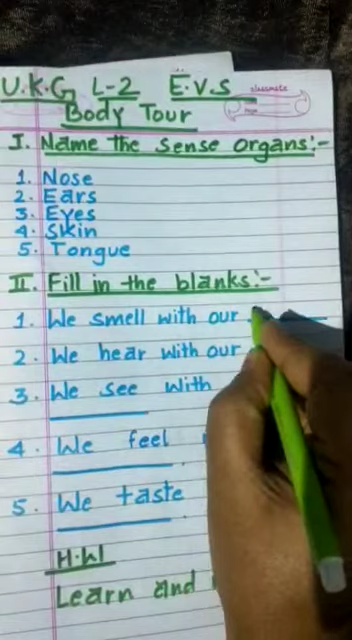 U.K.G L-2 E.V.S
classmate
Body Tour
I. Name the sense organs:-
1. Nose
2. Ears
3. Eyes
4. Skin
5. Tongue
II. Fill in the blanks:-
1. We smell with our
2. We hear with our
3. We see with
4. We feel
5. We taste
H.W
Learn and